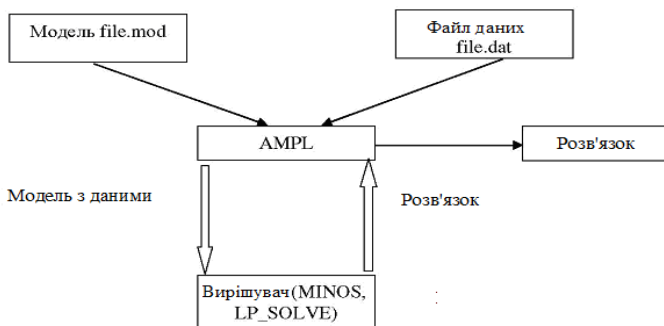 Модель file.mod
Файл даних
file.dat
AMPL
Розв'язок
Модель з даними
Розв'язок
Вирішувач(MINOS,
LP_SOLVE)